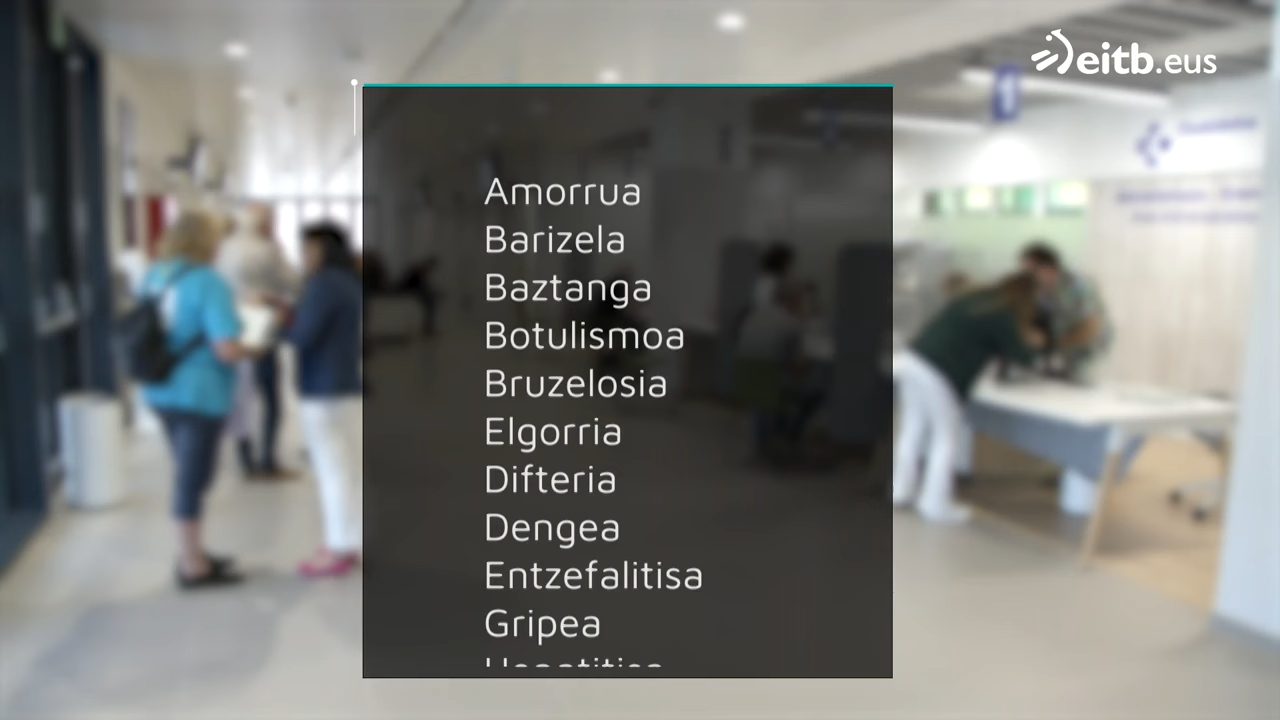 eitb.eus
Amorrua
Barizela
Baztanga
Botulismoa
Bruzelosia
Elgorria
Difteria
Dengea
Entzefalitisa
Gripea